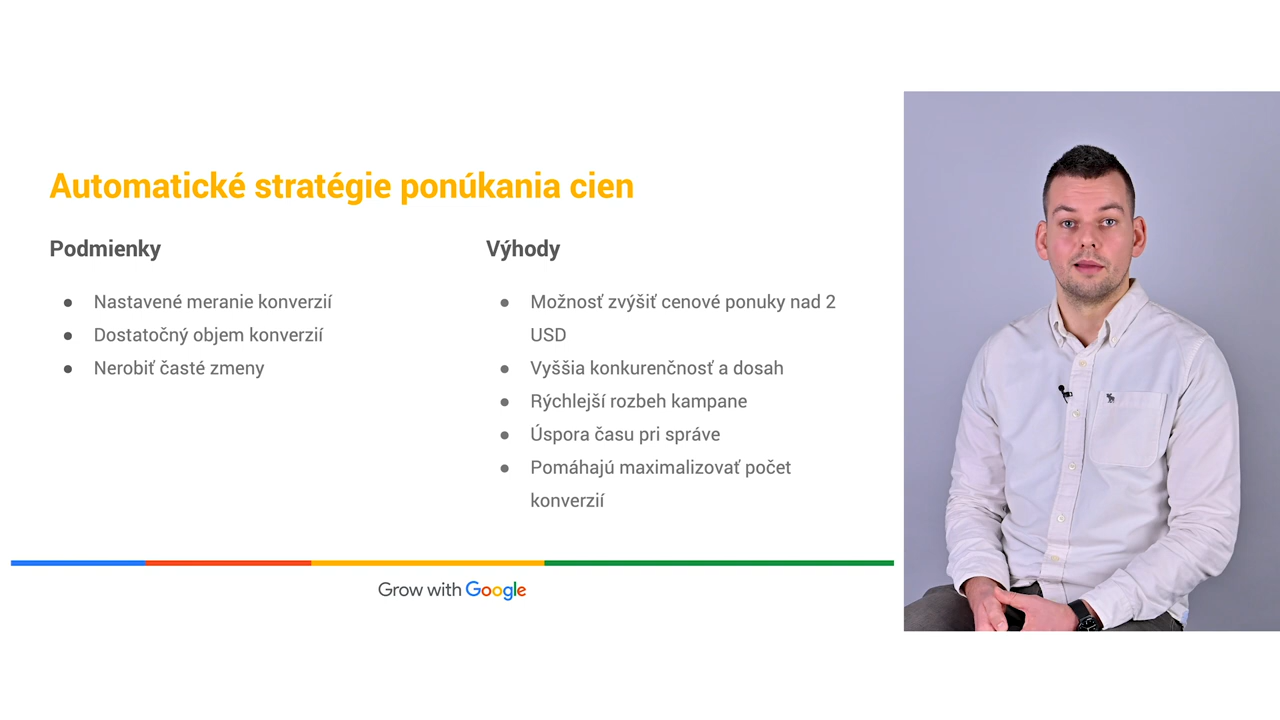 Automatické stratégie ponúkania cien
Podmienky
● Nastavené meranie konverzií
● Dostatočný objem konverzií
● Nerobiť časté zmeny
Výhody
● Možnosť zvýšiť cenové ponuky nad 2
USD
● Vyššia konkurenčnosť a dosah
● Rýchlejší rozbeh kampane
● Úspora času pri správe
● Pomáhajú maximalizovať počet
konverzií
Grow with Google